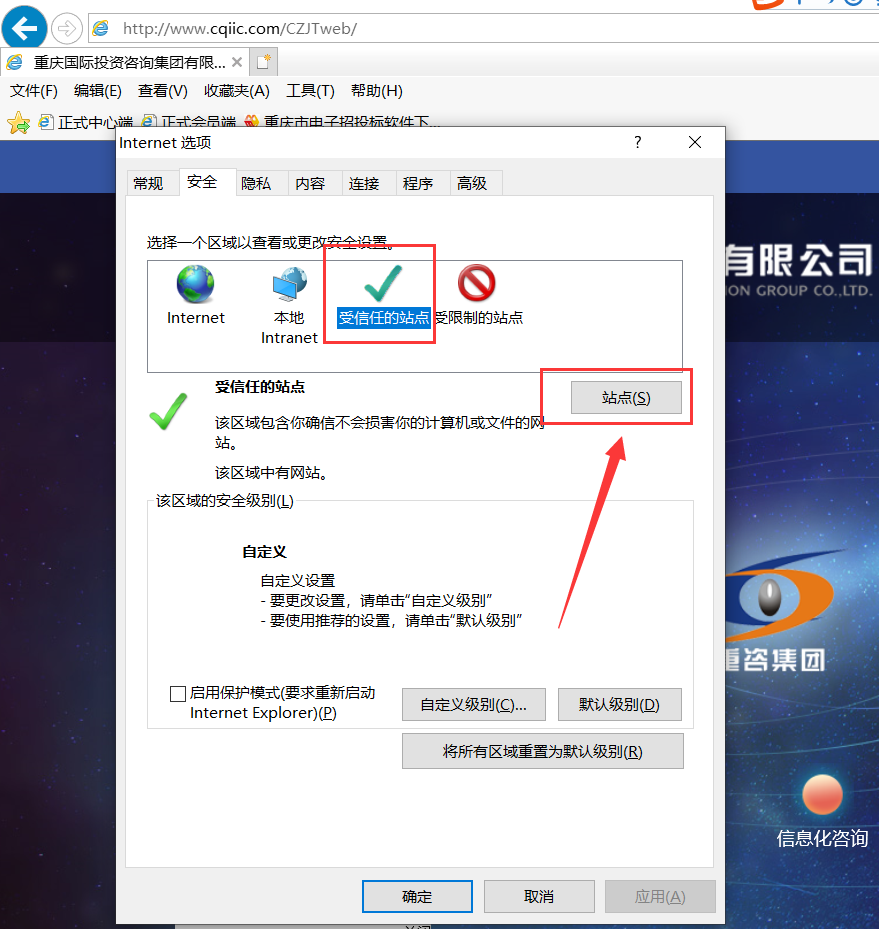 http://www.cqiic.com/CZJTweb/
重庆国际投资咨询集团有限...
文件(F) 编辑(E) 查看(V) 收藏夹(A) 工具(T) 帮助(H)
正式中心端 正式会员端 重庆市电子招投标软件下...
Internet 选项
常规 安全 隐私 内容 连接 程序 高级
选择一个区域以查看或更改安全设置。
Internet
本地
Intranet
受信任的站点
受限制的站点
受信任的站点
站点(S)
该区域包含你确信不会损害你的计算机或文件的网
站。
该区域中有网站。
该区域的安全级别(L)
自定义
自定义设置
- 要更改设置，请单击“自定义级别”
- 要使用推荐的设置，请单击“默认级别”
启用保护模式(要求重新启动
Internet Explorer)(P)
自定义级别(C)...
默认级别(D)
将所有区域重置为默认级别(R)
确定
取消
应用(A)
有限公司
ION GROUP CO.,LTD.
重咨集团
信息化咨询